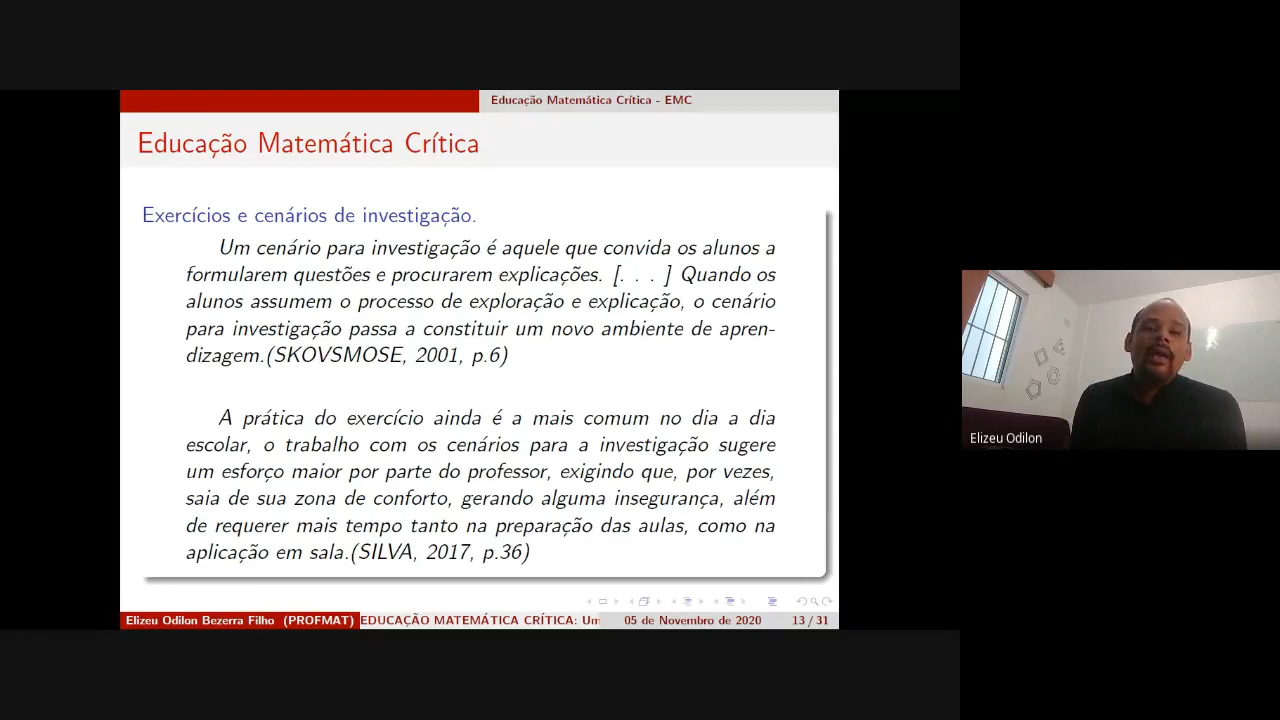 Educação Matemática Crítica - EMC
Educação Matemática Crítica
Exercícios e cenários de investigação.
Um cenário para investigação é aquele que convida os alunos a
formularem questões e procurarem explicações. [. . . ] Quando os
alunos assumem o processo de exploração e explicação, o cenário
para investigação passa a constituir um novo ambiente de apren-
dizagem.(SKOVSMOSE, 2001, p.6)
A prática do exercício ainda é a mais comum no dia a dia
escolar, o trabalho com os cenários para a investigação sugere
um esforço maior por parte do professor, exigindo que, por vezes,
saia de sua zona de conforto, gerando alguma insegurança, além
de requerer mais tempo tanto na preparação das aulas, como na
aplicação em sala.(SILVA, 2017, p.36)
Elizeu Odilon Bezerra Filho (PROFMAT) EDUCAÇÃO MATEMÁTICA CRÍTICA: Um 05 de Novembro de 2020 13 / 31
Elizeu Odilon